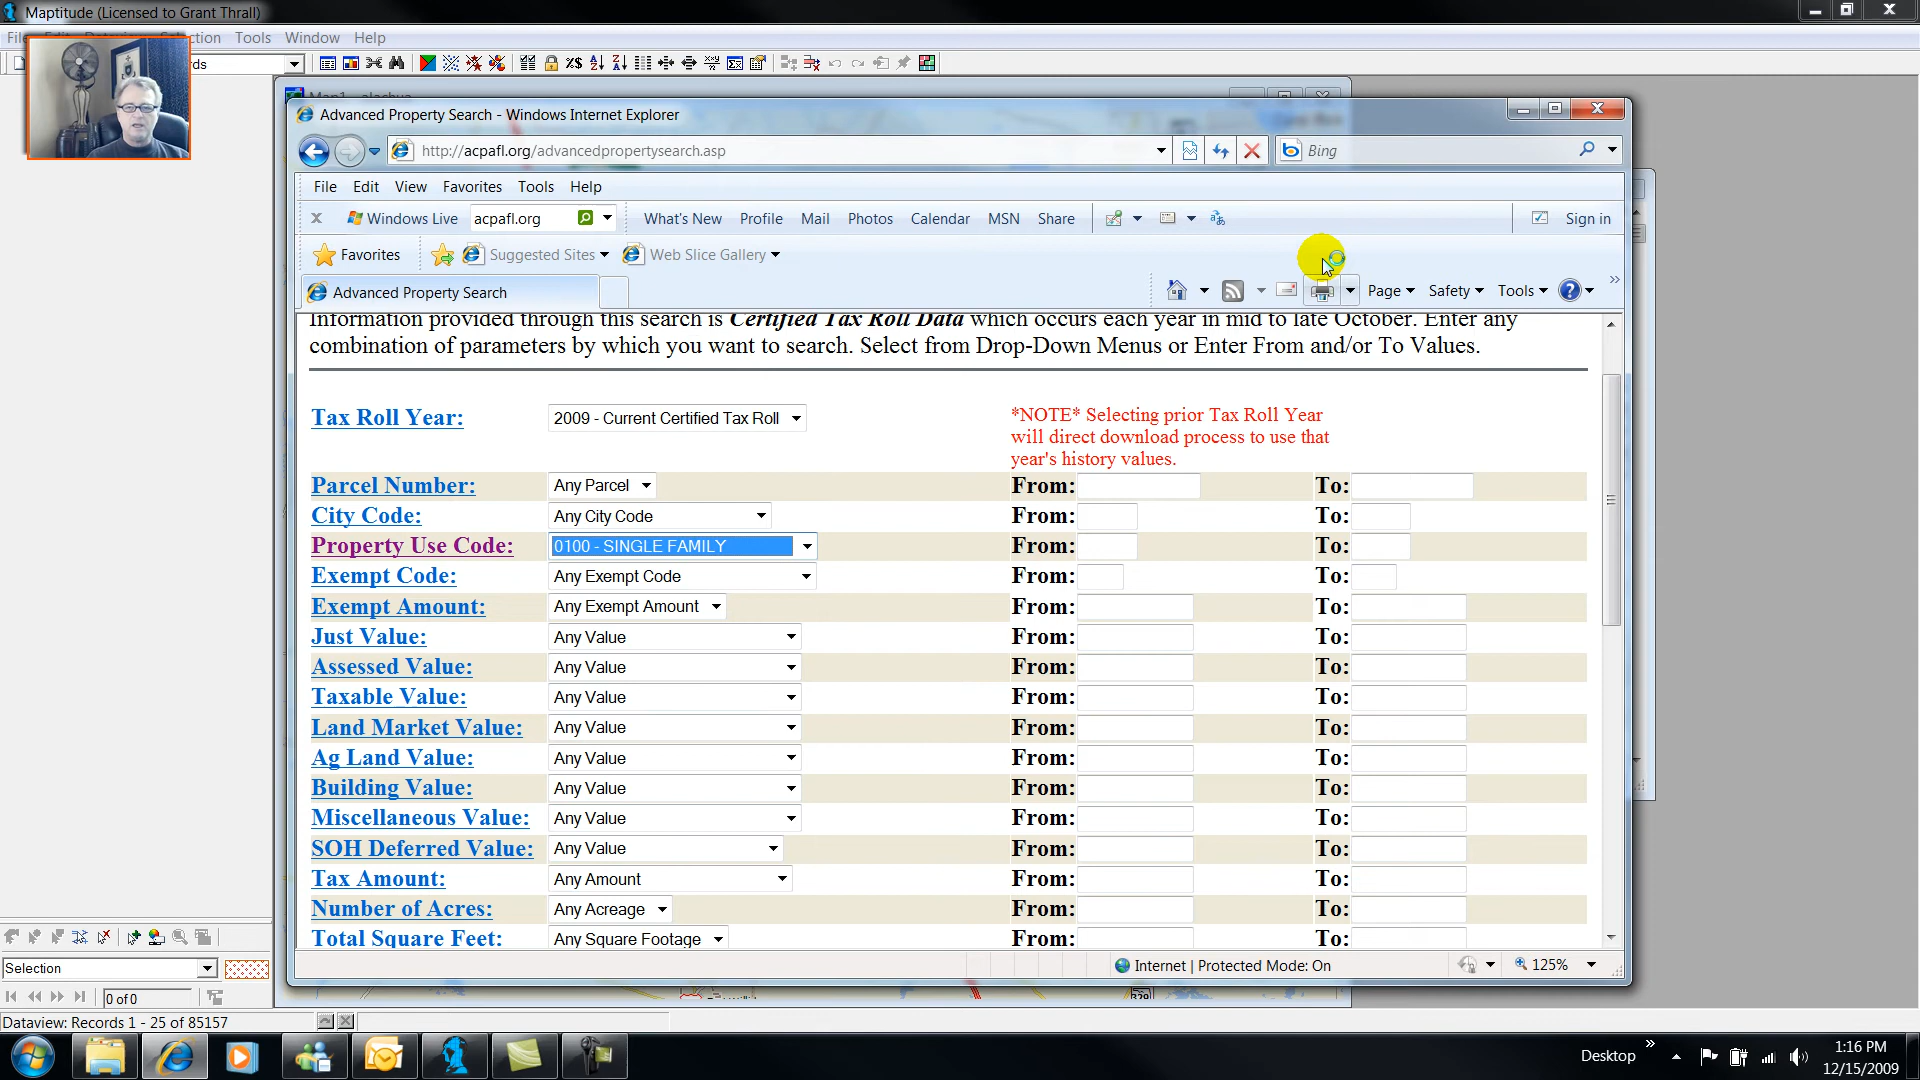 Maptitude (Licensed to Grant Thrall)
File Edit Dataview Selection Tools Window Help
Map1 - alachua
Advanced Property Search - Windows Internet Explorer
http://acpafl.org/advancedpropertysearch.asp
Bing
File Edit View Favorites Tools Help
Windows Live acpafl.org What's New Profile Mail Photos Calendar MSN Share Sign in
Favorites Suggested Sites Web Slice Gallery
Advanced Property Search Page Safety Tools
Information provided through this search is Certified Tax Roll Data which occurs each year in mid to late October. Enter any
combination of parameters by which you want to search. Select from Drop-Down Menus or Enter From and/or To Values.
Tax Roll Year: 2009 - Current Certified Tax Roll
*NOTE* Selecting prior Tax Roll Year
will direct download process to use that
year's history values.
Parcel Number: Any Parcel From: To:
City Code: Any City Code From: To:
Property Use Code: 0100 - SINGLE FAMILY From: To:
Exempt Code: Any Exempt Code From: To:
Exempt Amount: Any Exempt Amount From: To:
Just Value: Any Value From: To:
Assessed Value: Any Value From: To:
Taxable Value: Any Value From: To:
Land Market Value: Any Value From: To:
Ag Land Value: Any Value From: To:
Building Value: Any Value From: To:
Miscellaneous Value: Any Value From: To:
SOH Deferred Value: Any Value From: To:
Tax Amount: Any Amount From: To:
Number of Acres: Any Acreage From: To:
Total Square Feet: Any Square Footage From: To:
Internet | Protected Mode: On 125%
Selection
0 of 0
329
Dataview: Records 1 - 25 of 85157
Desktop
1:16 PM
12/15/2009